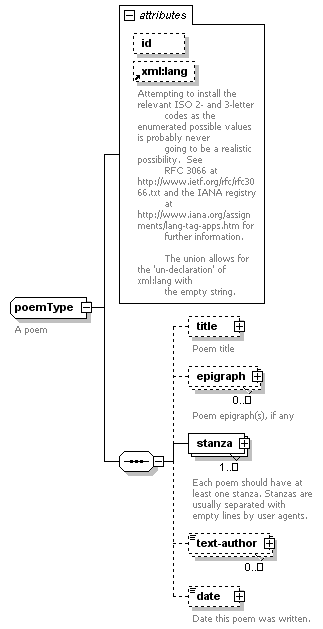 attributes
id
xml:lang
Attempting to install the
relevant ISO 2- and 3-letter
codes as the
enumerated possible values
is probably never
going to be a realistic
possibility. See
RFC 3066 at
http://www.ietf.org/rfc/rfc30
66.txt and the IANA registry
at
http://www.iana.org/assign
ments/lang-tag-apps.htm for
further information.
The union allows for
the 'un-declaration' of
xml:lang with
the empty string.
poemType
A poem
title
Poem title
epigraph
0..□
Poem epigraph(s), if any
stanza
1..□
Each poem should have at
least one stanza. Stanzas are
usually separated with
empty lines by user agents.
text-author
0..□
date
Date this poem was written.